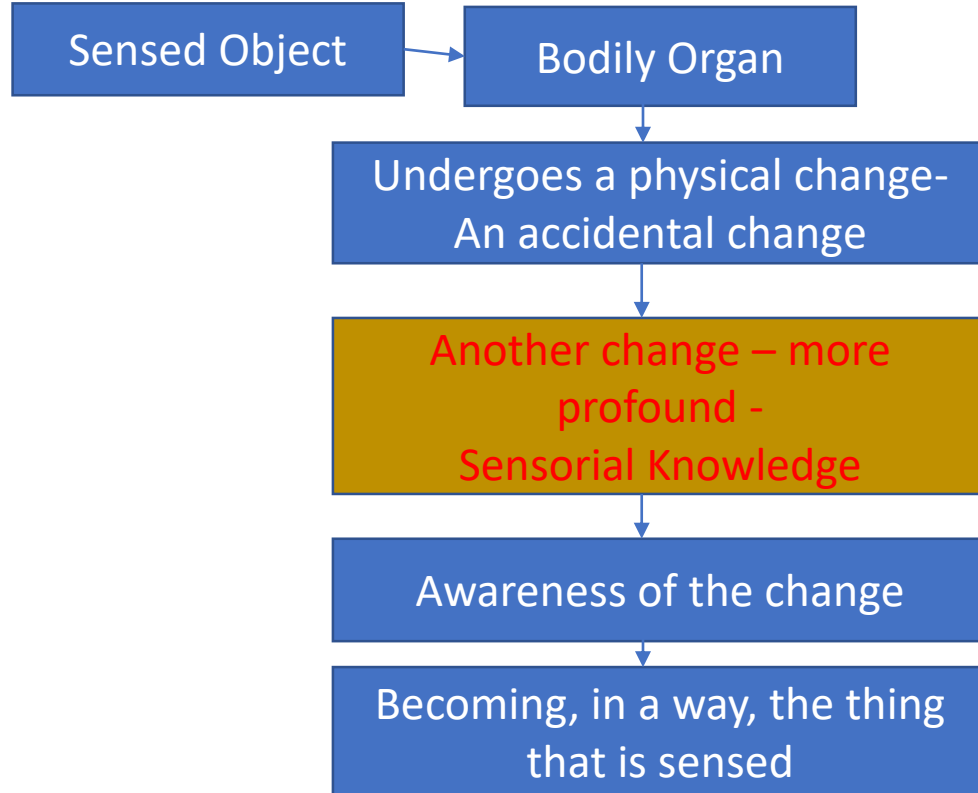 Sensed Object
Bodily Organ
Undergoes a physical change-
An accidental change
Another change – more
profound -
Sensorial Knowledge
Awareness of the change
Becoming, in a way, the thing
that is sensed